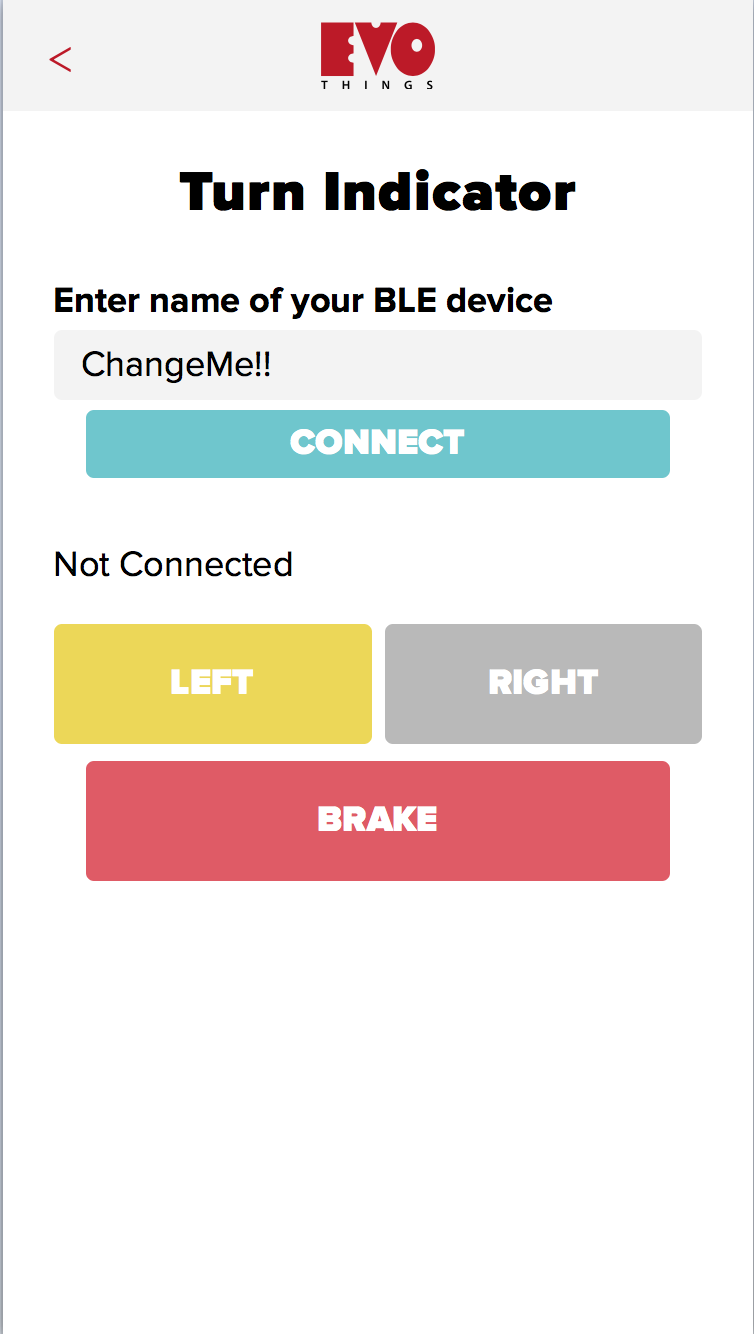 <
EVO
THINGS
Turn Indicator
Enter name of your BLE device
ChangeMe!!
CONNECT
Not Connected
LEFT
RIGHT
BRAKE